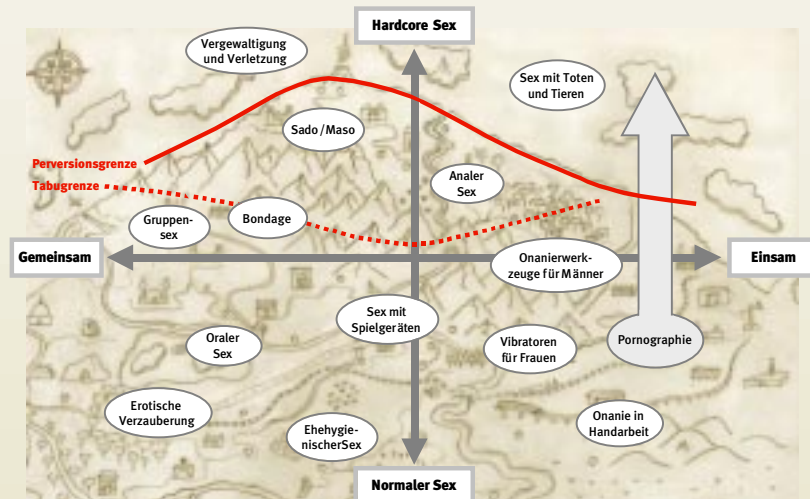 Hardcore Sex
Vergewaltigung
und Verletzung
Sex mit Toten
und Tieren
Sado/Maso
Perversionsgrenze
Tabugrenze
Analer
Sex
Gruppen-
sex
Bondage
Gemeinsam
Onanierwerk-
zeuge für Männer
Einsam
Sex mit
Spielgeräten
Oraler
Sex
Vibratoren
für Frauen
Pornographie
Erotische
Verzauberung
Onanie in
Handarbeit
Ehehygie-
nischerSex
Normaler Sex